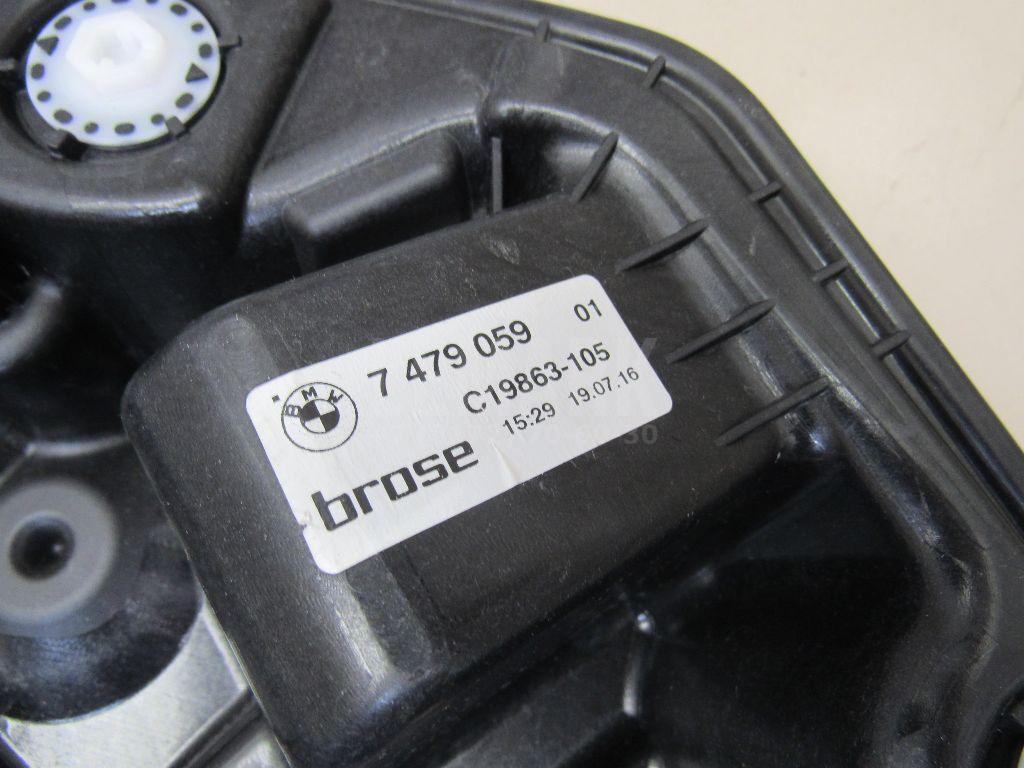 7 479 059 01
BMW
C19863-105
15:29 19.07.16
brose